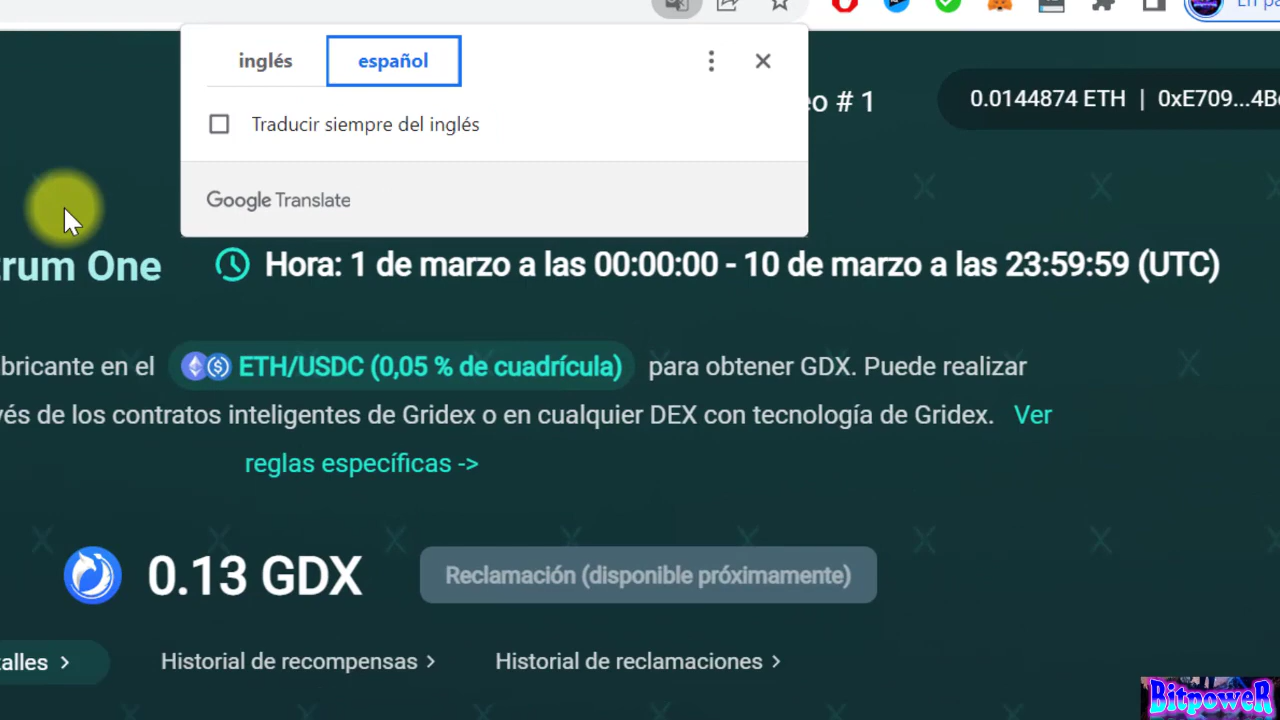 En pa
inglés español
Traducir siempre del inglés
Google Translate
eo # 1
0.0144874 ETH | 0xE709...4B
trum One
Hora: 1 de marzo a las 00:00:00 - 10 de marzo a las 23:59:59 (UTC)
bricante en el ETH/USDC (0,05 % de cuadrícula) para obtener GDX. Puede realizar
vés de los contratos inteligentes de Gridex o en cualquier DEX con tecnología de Gridex. Ver
reglas específicas ->
0.13 GDX
Reclamación (disponible próximamente)
talles >
Historial de recompensas >
Historial de reclamaciones >
BitpoweR